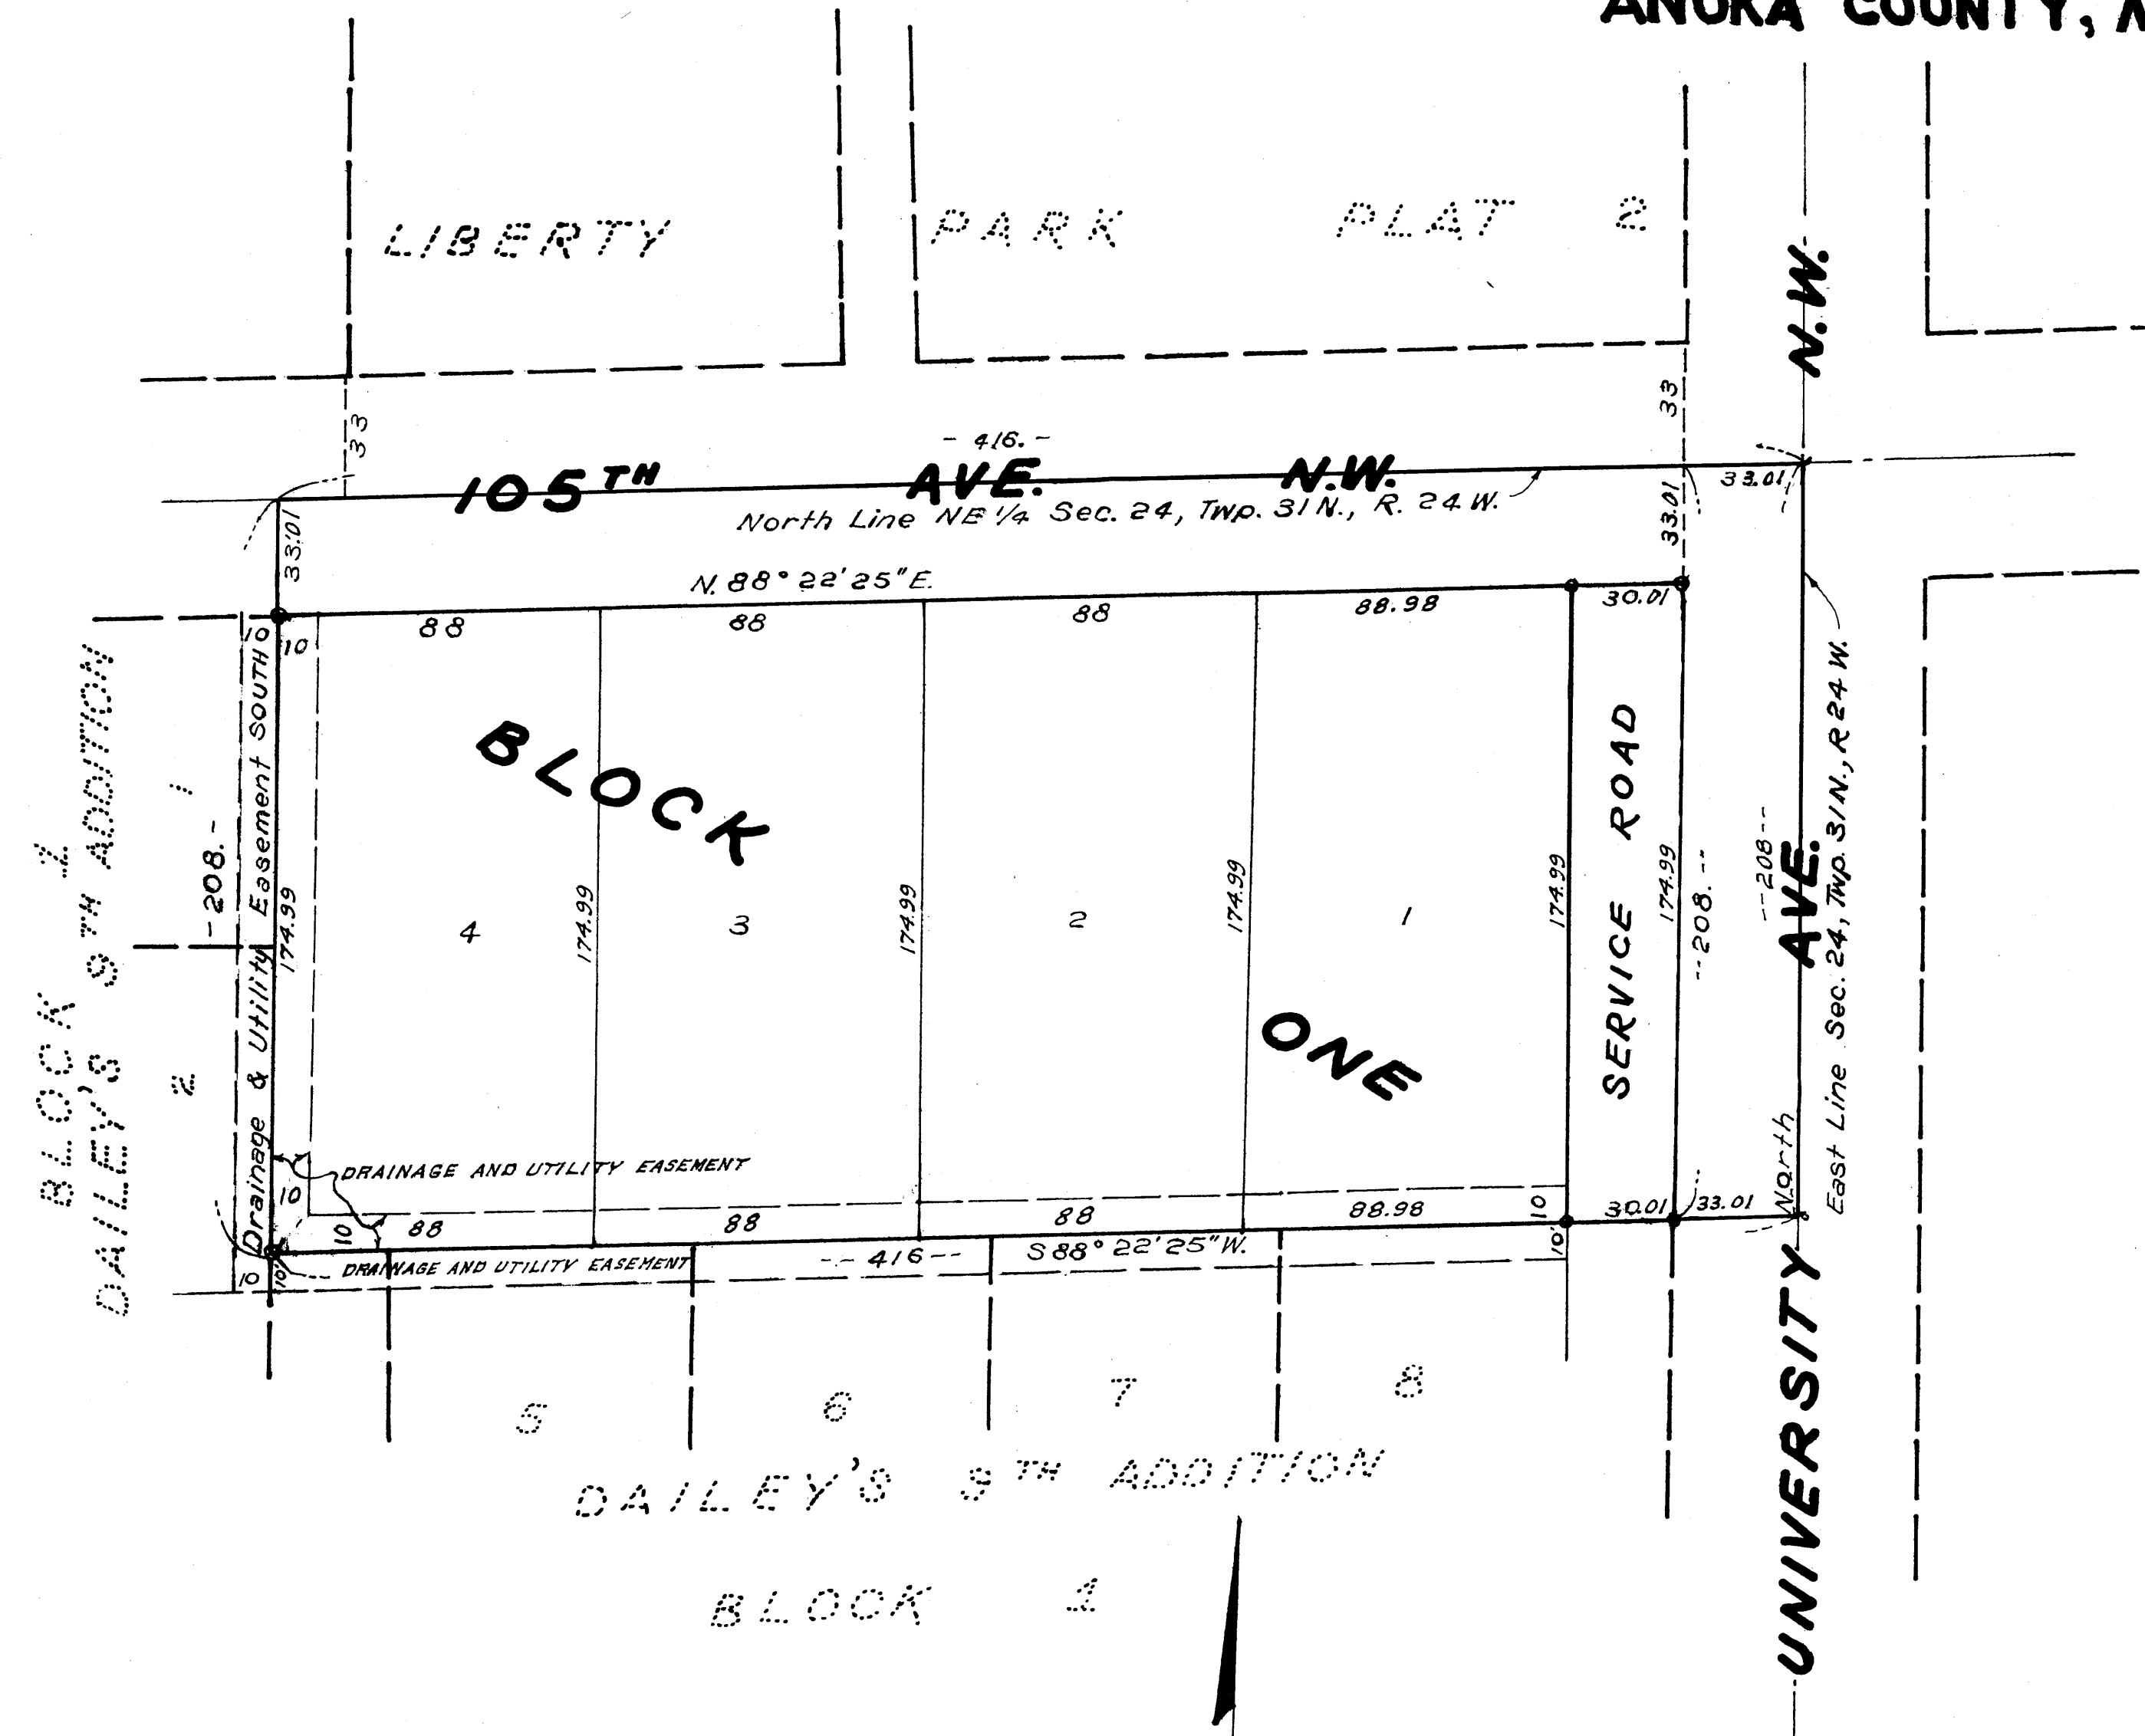 ANOKA COUNTY,
LIBERTY PARK PLAT 2
N.W.
33
33
- 416. -
105TH AVE. N.W.
33.01
North Line NE 1/4 Sec. 24, Twp. 31 N., R. 24 W.
33.01
33.01
N. 88° 22' 25" E.
88
88
88
88.98
30.01
10
10
BLOCK 2
DAILEY'S 9TH ADDITION
1
2
-208.-
Drainage & Utility Easement SOUTH
174.99
BLOCK
174.99
174.99
174.99
174.99
174.99
4
3
2
1
ONE
SERVICE ROAD
--208.--
--208--
AVE.
East Line Sec. 24, Twp. 31 N., R 24 W.
North
DRAINAGE AND UTILITY EASEMENT
10
10
88
88
88
88.98
10
30.01
33.01
10
10
DRAINAGE AND UTILITY EASEMENT
--416--
S 88° 22' 25" W.
10'
UNIVERSITY
5
6
7
8
DAILEY'S 9TH ADDITION
BLOCK 1